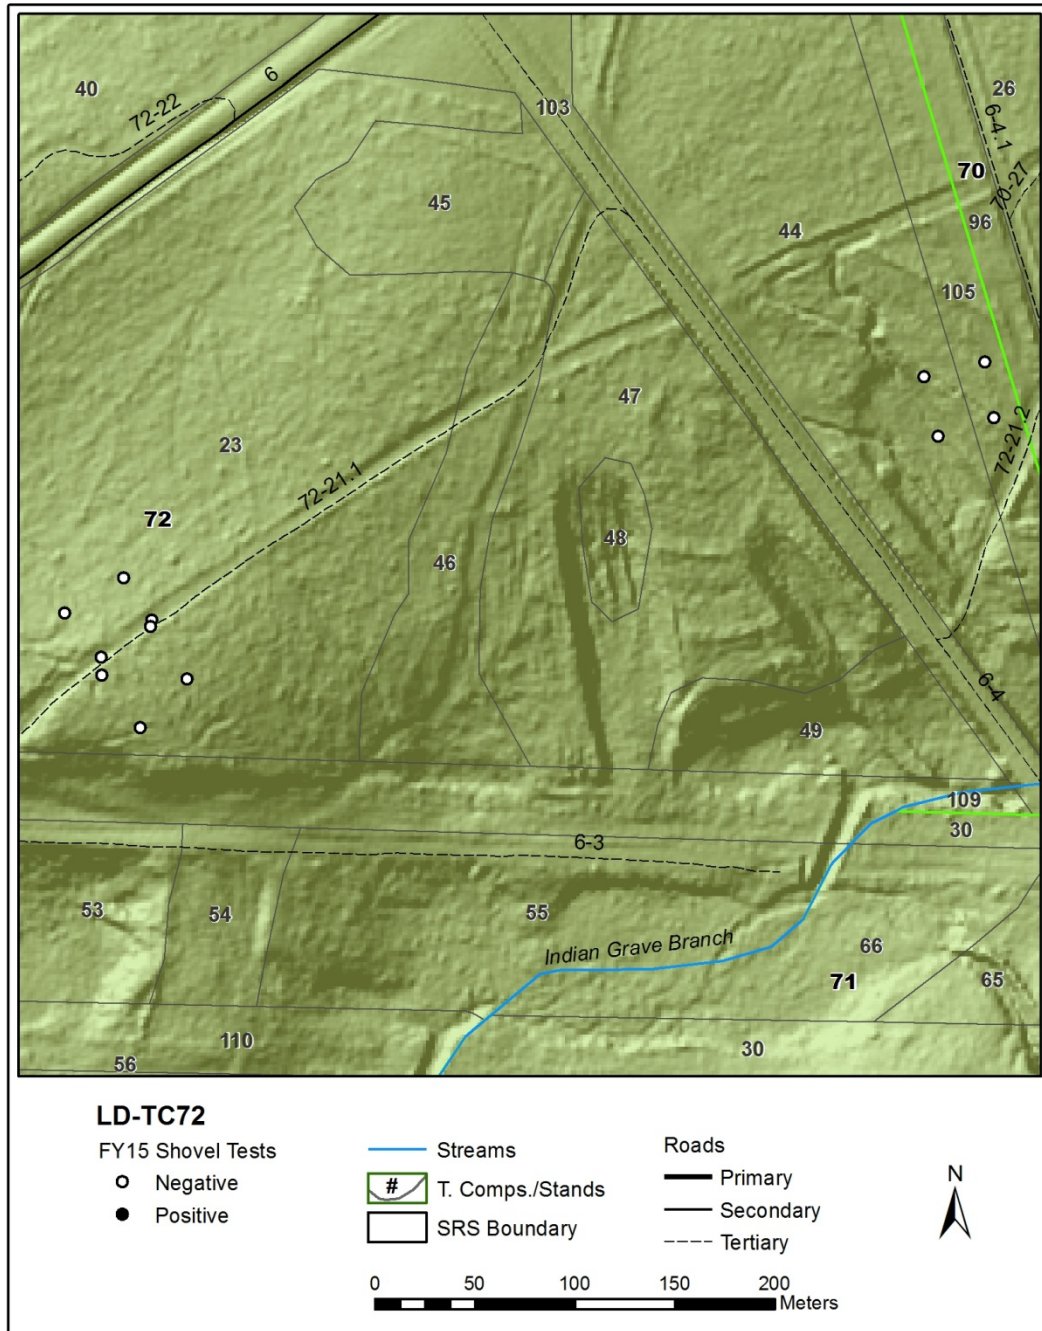 40
72-22
6
103
26
6-4.1
70
70-27
96
45
44
105
47
23
72-21.1
72-21.2
72
48
46
6-4
49
109
30
6-3
53
54
55
Indian Grave Branch
66
71
65
110
30
56
LD-TC72
FY15 Shovel Tests
Negative
Positive
Streams
# T. Comps./Stands
SRS Boundary
Roads
Primary
Secondary
Tertiary
N
0 50 100 150 200
Meters